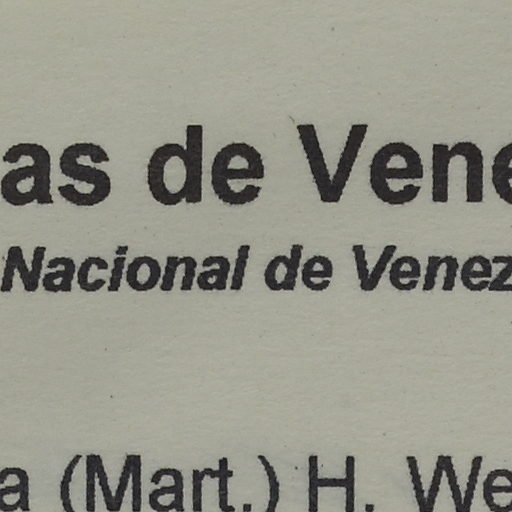 as de Vene
Nacional de Venez
a (Mart.) H. We